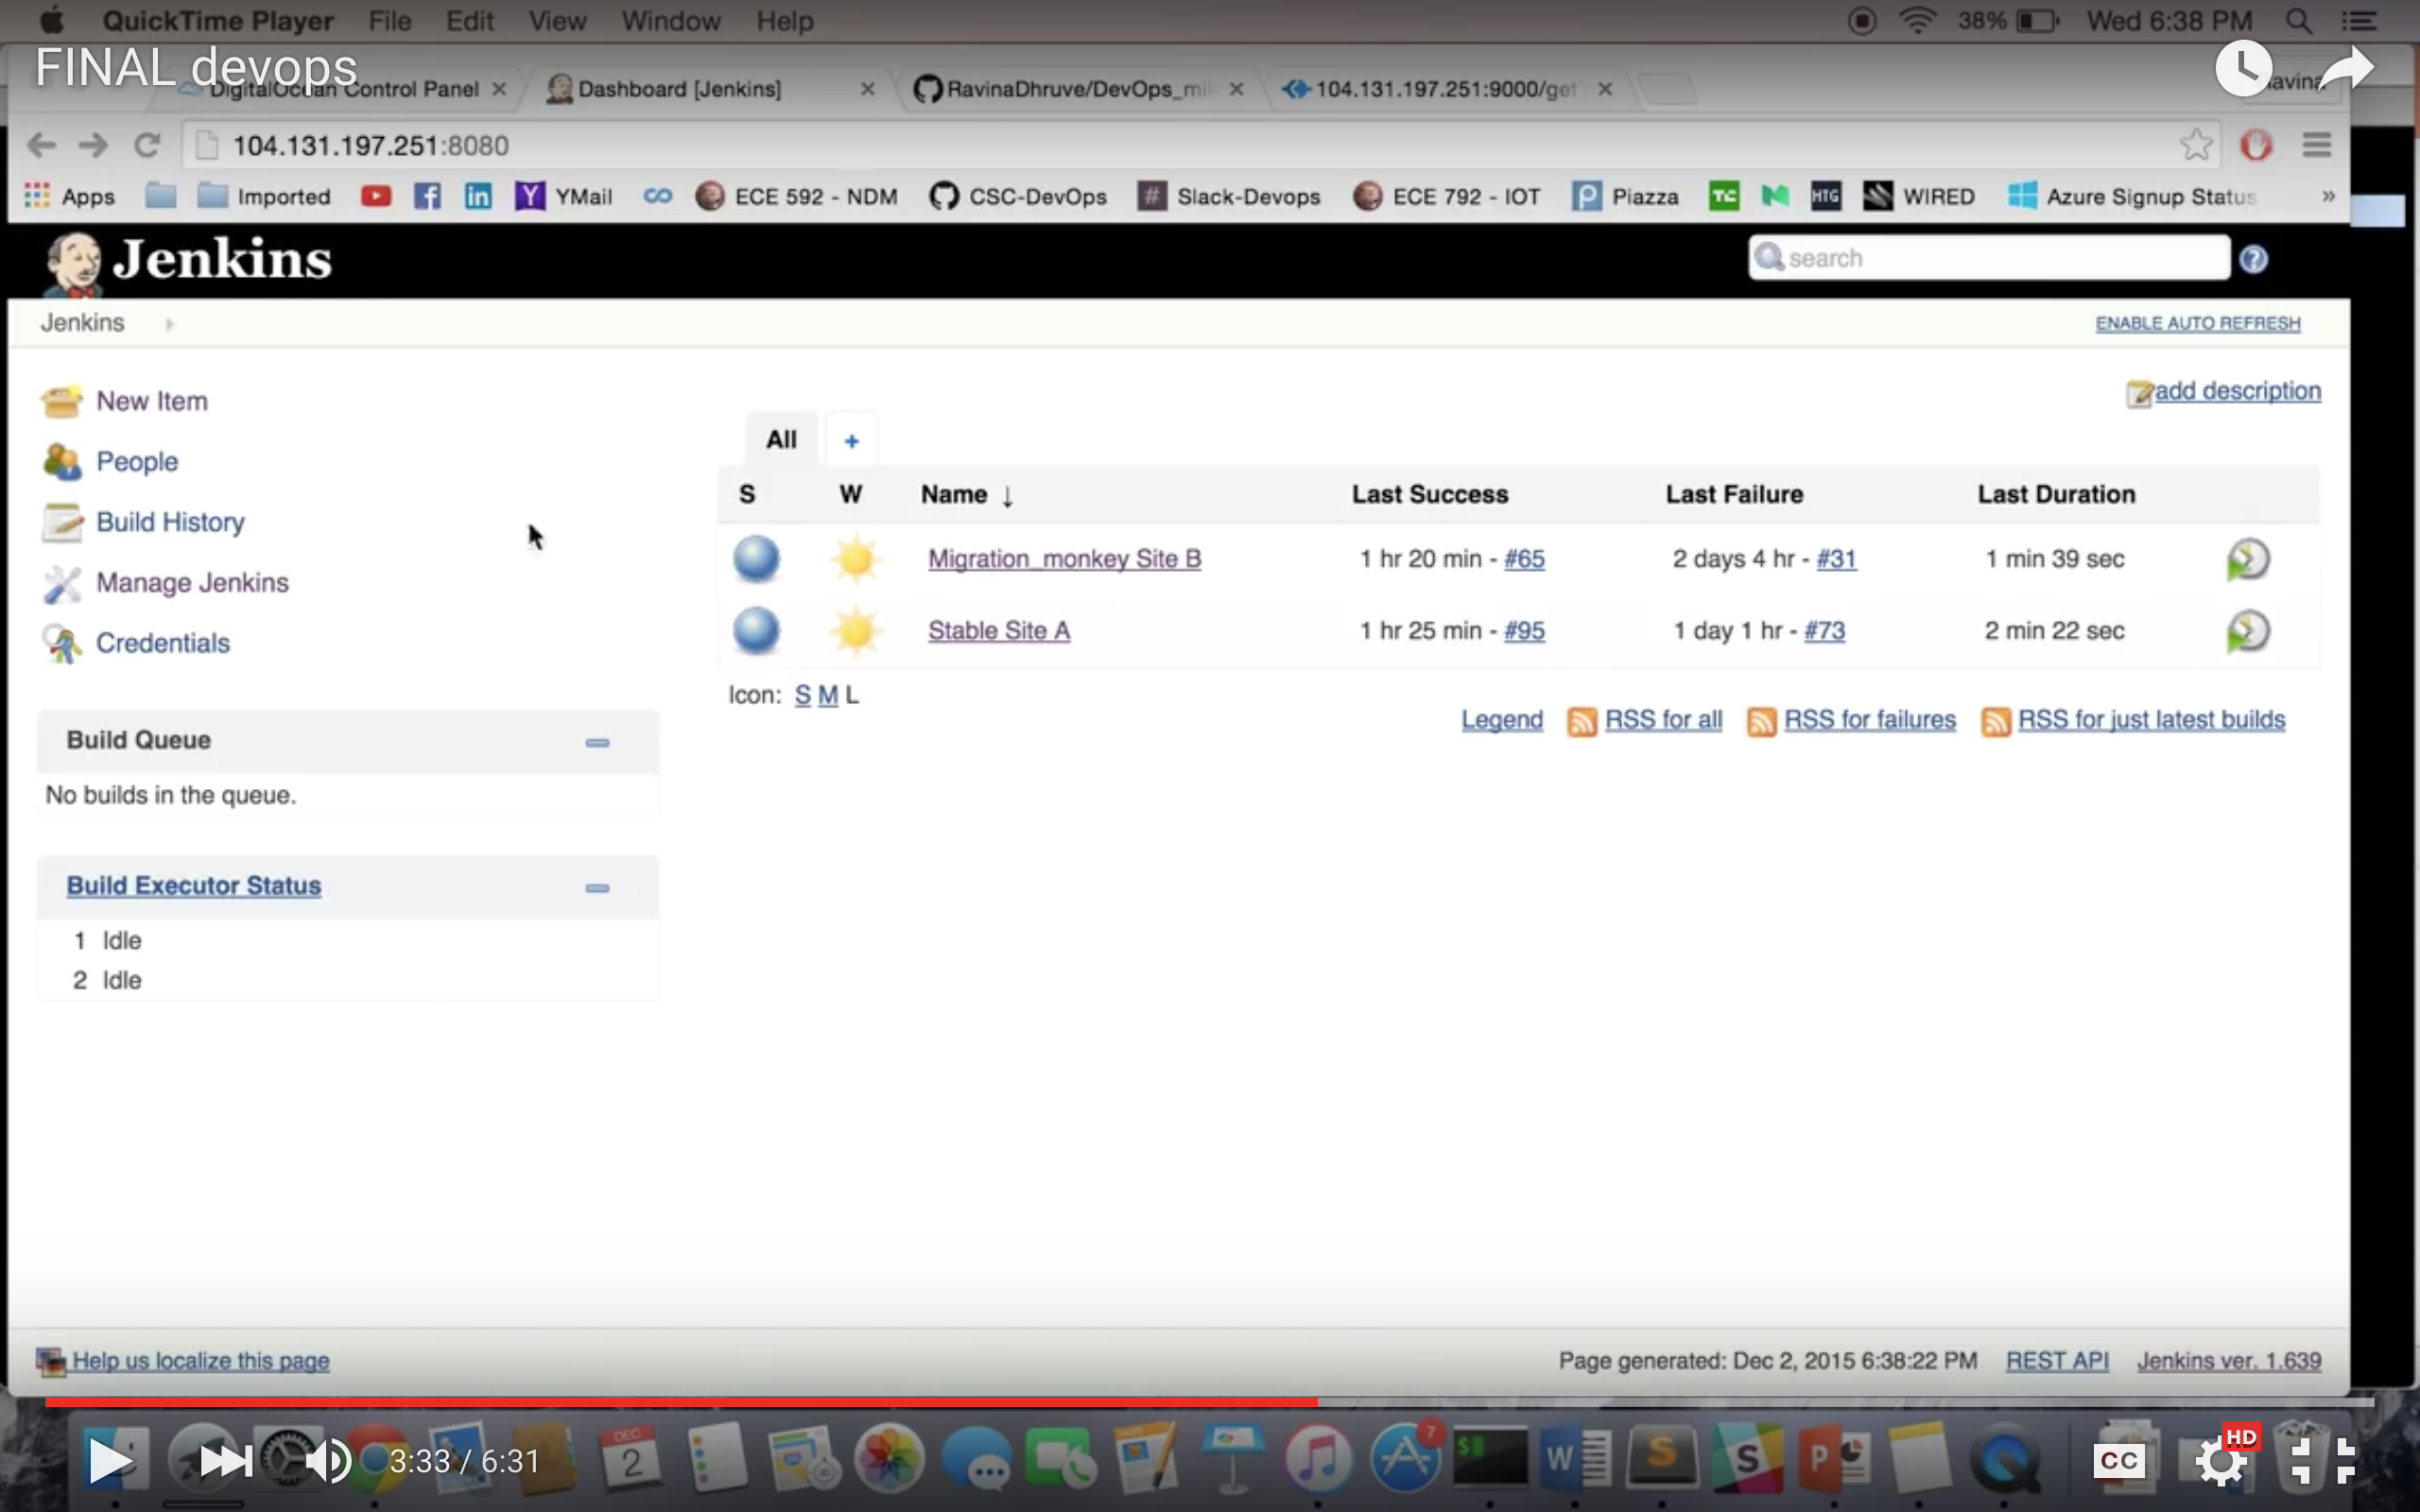 QuickTime Player File Edit View Window Help 38% Wed 6:38 PM
FINAL devops
DigitalOcean Control Panel Dashboard [Jenkins] RavinaDhruve/DevOps_mil 104.131.197.251:9000/get
104.131.197.251:8080
Apps Imported YMail ECE 592 - NDM CSC-DevOps # Slack-Devops ECE 792 - IOT Piazza TC HTG WIRED Azure Signup Status »
Jenkins search
Jenkins ENABLE AUTO REFRESH
add description
New Item
People
Build History
Manage Jenkins
Credentials
All +
S W Name ↓ Last Success Last Failure Last Duration
Migration_monkey Site B 1 hr 20 min - #65 2 days 4 hr - #31 1 min 39 sec
Stable Site A 1 hr 25 min - #95 1 day 1 hr - #73 2 min 22 sec
Icon: S M L
Legend RSS for all RSS for failures RSS for just latest builds
Build Queue
No builds in the queue.
Build Executor Status
1 Idle
2 Idle
Help us localize this page Page generated: Dec 2, 2015 6:38:22 PM REST API Jenkins ver. 1.639
3:33 / 6:31 DEC 2 7 CC HD